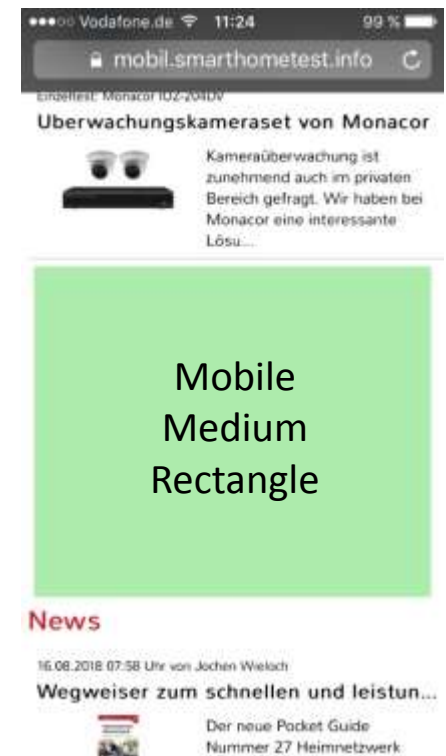 Vodafone.de 11:24 99 %
mobil.smarthometest.info
Einzeltest: Monacor IOZ-204DV
Überwachungskameraset von Monacor
Kameraüberwachung ist
zunehmend auch im privaten
Bereich gefragt. Wir haben bei
Monacor eine interessante
Lösu...
Mobile
Medium
Rectangle
News
16.08.2018 07:58 Uhr von Jochen Wieloch
Wegweiser zum schnellen und leistun...
Der neue Pocket Guide
Nummer 27 Heimnetzwerk